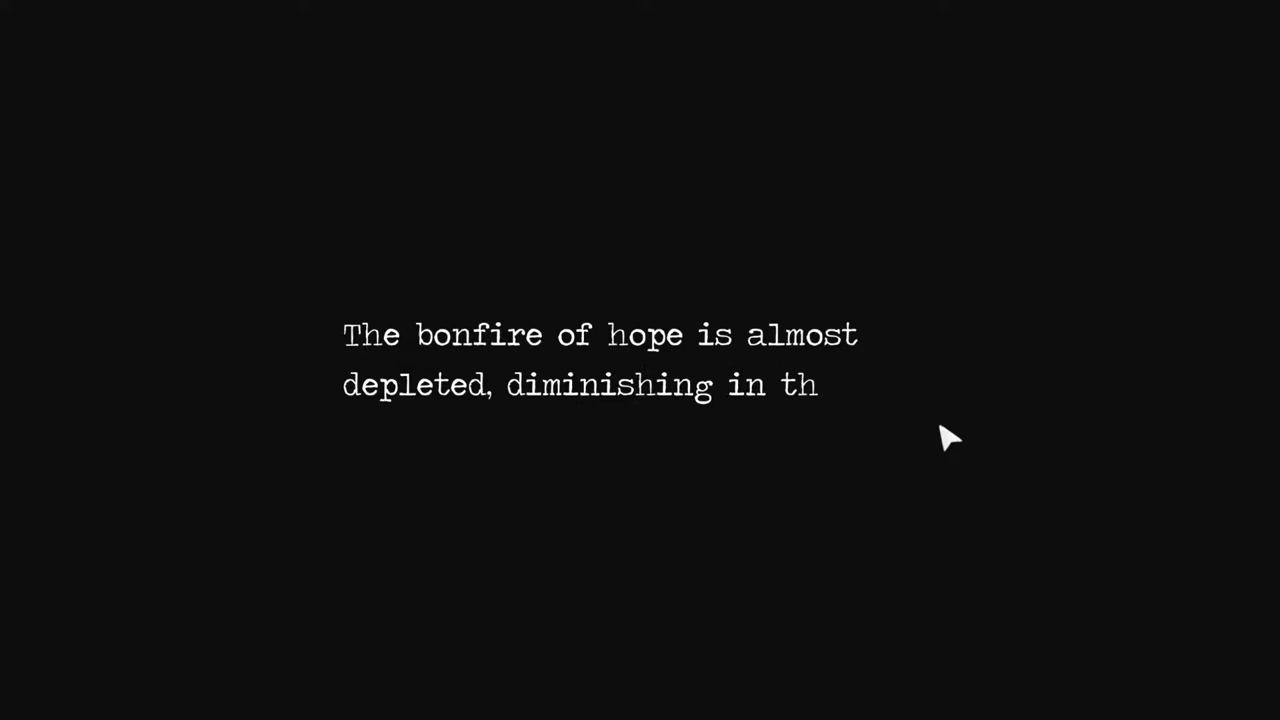 The bonfire of hope is almost
depleted, diminishing in th